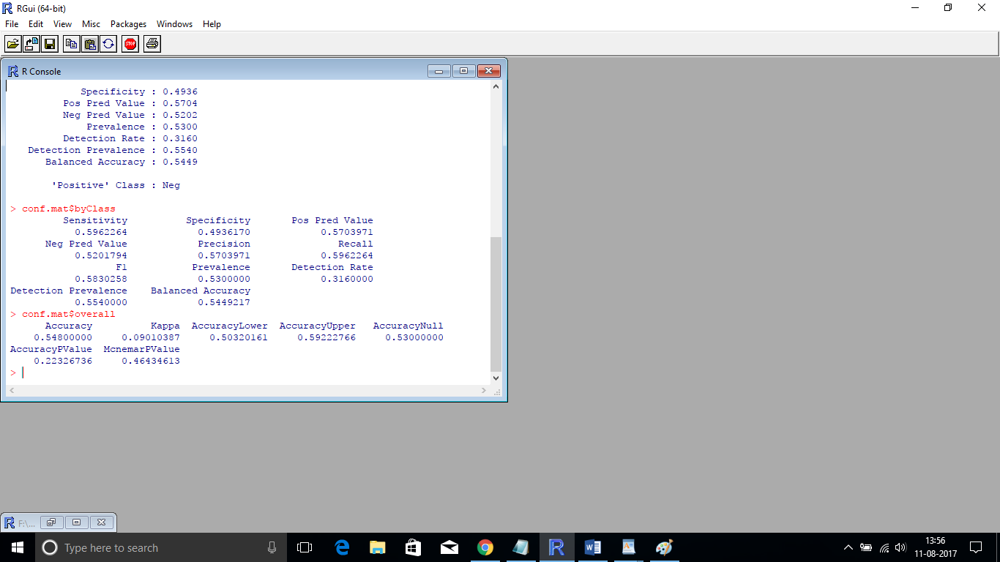 RGui (64-bit)
File Edit View Misc Packages Windows Help
STOP
R Console
Specificity : 0.4936
Pos Pred Value : 0.5704
Neg Pred Value : 0.5202
Prevalence : 0.5300
Detection Rate : 0.3160
Detection Prevalence : 0.5540
Balanced Accuracy : 0.5449
'Positive' Class : Neg
> conf.mat$byClass
Sensitivity Specificity Pos Pred Value
0.5962264 0.4936170 0.5703971
Neg Pred Value Precision Recall
0.5201794 0.5703971 0.5962264
F1 Prevalence Detection Rate
0.5830258 0.5300000 0.3160000
Detection Prevalence Balanced Accuracy
0.5540000 0.5449217
> conf.mat$overall
Accuracy Kappa AccuracyLower AccuracyUpper AccuracyNull
0.54800000 0.09010387 0.50320161 0.59222766 0.53000000
AccuracyPValue McnemarPValue
0.22326736 0.46434613
>
F:\...
Type here to search
13:56
11-08-2017